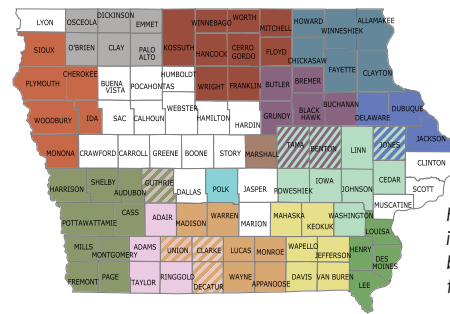 LYON OSCEOLA DICKINSON EMMET WINNEBAGO WORTH MITCHELL HOWARD WINNESHIEK ALLAMAKEE
SIOUX O'BRIEN CLAY PALO ALTO KOSSUTH HANCOCK CERRO GORDO FLOYD CHICKASAW
PLYMOUTH CHEROKEE BUENA VISTA POCAHONTAS HUMBOLDT WRIGHT FRANKLIN BUTLER BREMER FAYETTE CLAYTON
WOODBURY IDA SAC CALHOUN WEBSTER HAMILTON HARDIN GRUNDY BLACK HAWK BUCHANAN DELAWARE DUBUQUE
MONONA CRAWFORD CARROLL GREENE BOONE STORY MARSHALL TAMA BENTON LINN JONES JACKSON
CLINTON
HARRISON SHELBY AUDUBON GUTHRIE DALLAS POLK JASPER POWESHIEK IOWA JOHNSON CEDAR SCOTT
MUSCATINE
POTTAWATTAMIE CASS ADAIR MADISON WARREN MARION MAHASKA KEOKUK WASHINGTON LOUISA
MILLS MONTGOMERY ADAMS UNION CLARKE LUCAS MONROE WAPELLO JEFFERSON HENRY DES MOINES
FREMONT PAGE TAYLOR RINGGOLD DECATUR WAYNE APPANOOSE DAVIS VAN BUREN LEE